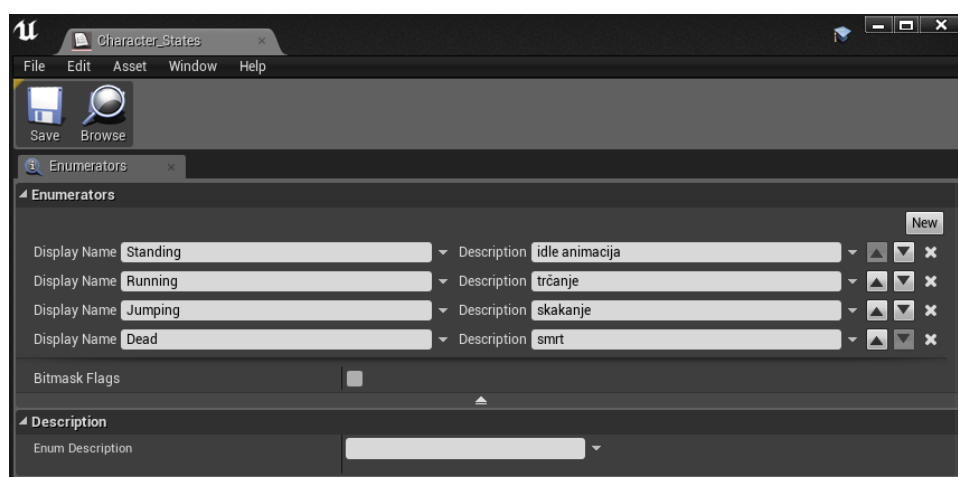 Character_States
File Edit Asset Window Help
Save Browse
Enumerators
Enumerators
New
Display Name Standing Description idle animacija
Display Name Running Description trčanje
Display Name Jumping Description skakanje
Display Name Dead Description smrt
Bitmask Flags
Description
Enum Description